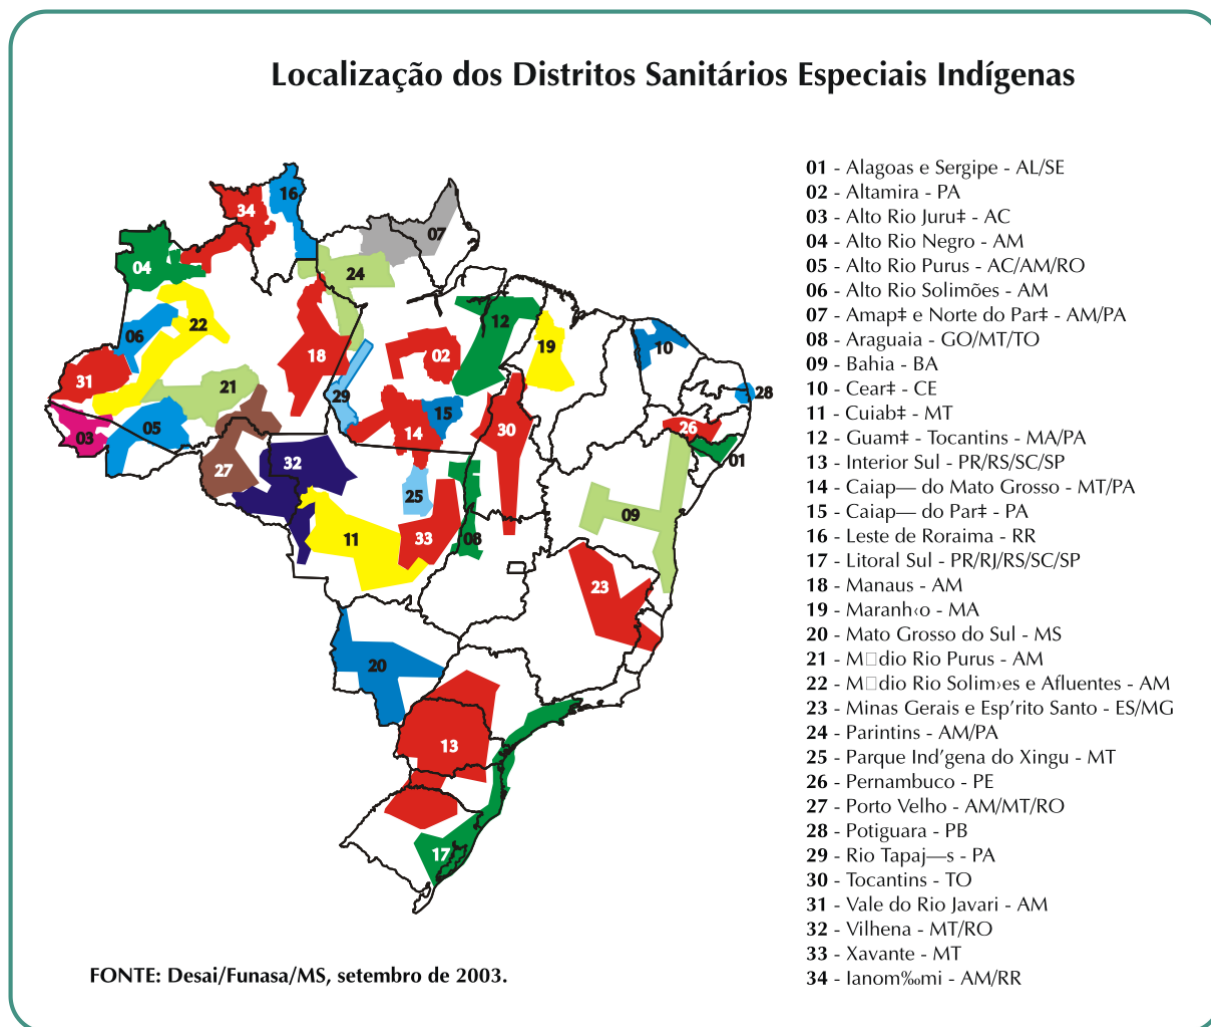 Localização dos Distritos Sanitários Especiais Indígenas
01 - Alagoas e Sergipe - AL/SE
02 - Altamira - PA
03 - Alto Rio Juru‡ - AC
04 - Alto Rio Negro - AM
05 - Alto Rio Purus - AC/AM/RO
06 - Alto Rio Solimões - AM
07 - Amap‡ e Norte do Par‡ - AM/PA
08 - Araguaia - GO/MT/TO
09 - Bahia - BA
10 - Cear‡ - CE
11 - Cuiab‡ - MT
12 - Guam‡ - Tocantins - MA/PA
13 - Interior Sul - PR/RS/SC/SP
14 - Caiap— do Mato Grosso - MT/PA
15 - Caiap— do Par‡ - PA
16 - Leste de Roraima - RR
17 - Litoral Sul - PR/RJ/RS/SC/SP
18 - Manaus - AM
19 - Maranh‹o - MA
20 - Mato Grosso do Sul - MS
21 - M□dio Rio Purus - AM
22 - M□dio Rio Solim›es e Afluentes - AM
23 - Minas Gerais e Esp’rito Santo - ES/MG
24 - Parintins - AM/PA
25 - Parque Ind’gena do Xingu - MT
26 - Pernambuco - PE
27 - Porto Velho - AM/MT/RO
28 - Potiguara - PB
29 - Rio Tapaj—s - PA
30 - Tocantins - TO
31 - Vale do Rio Javari - AM
32 - Vilhena - MT/RO
33 - Xavante - MT
34 - Ianom‰mi - AM/RR
16
34
07
04
24
22
12
06
19
10
18
02
31
21
29
28
15
05
30
26
03
14
01
32
27
25
09
11
33
08
23
20
13
17
FONTE: Desai/Funasa/MS, setembro de 2003.